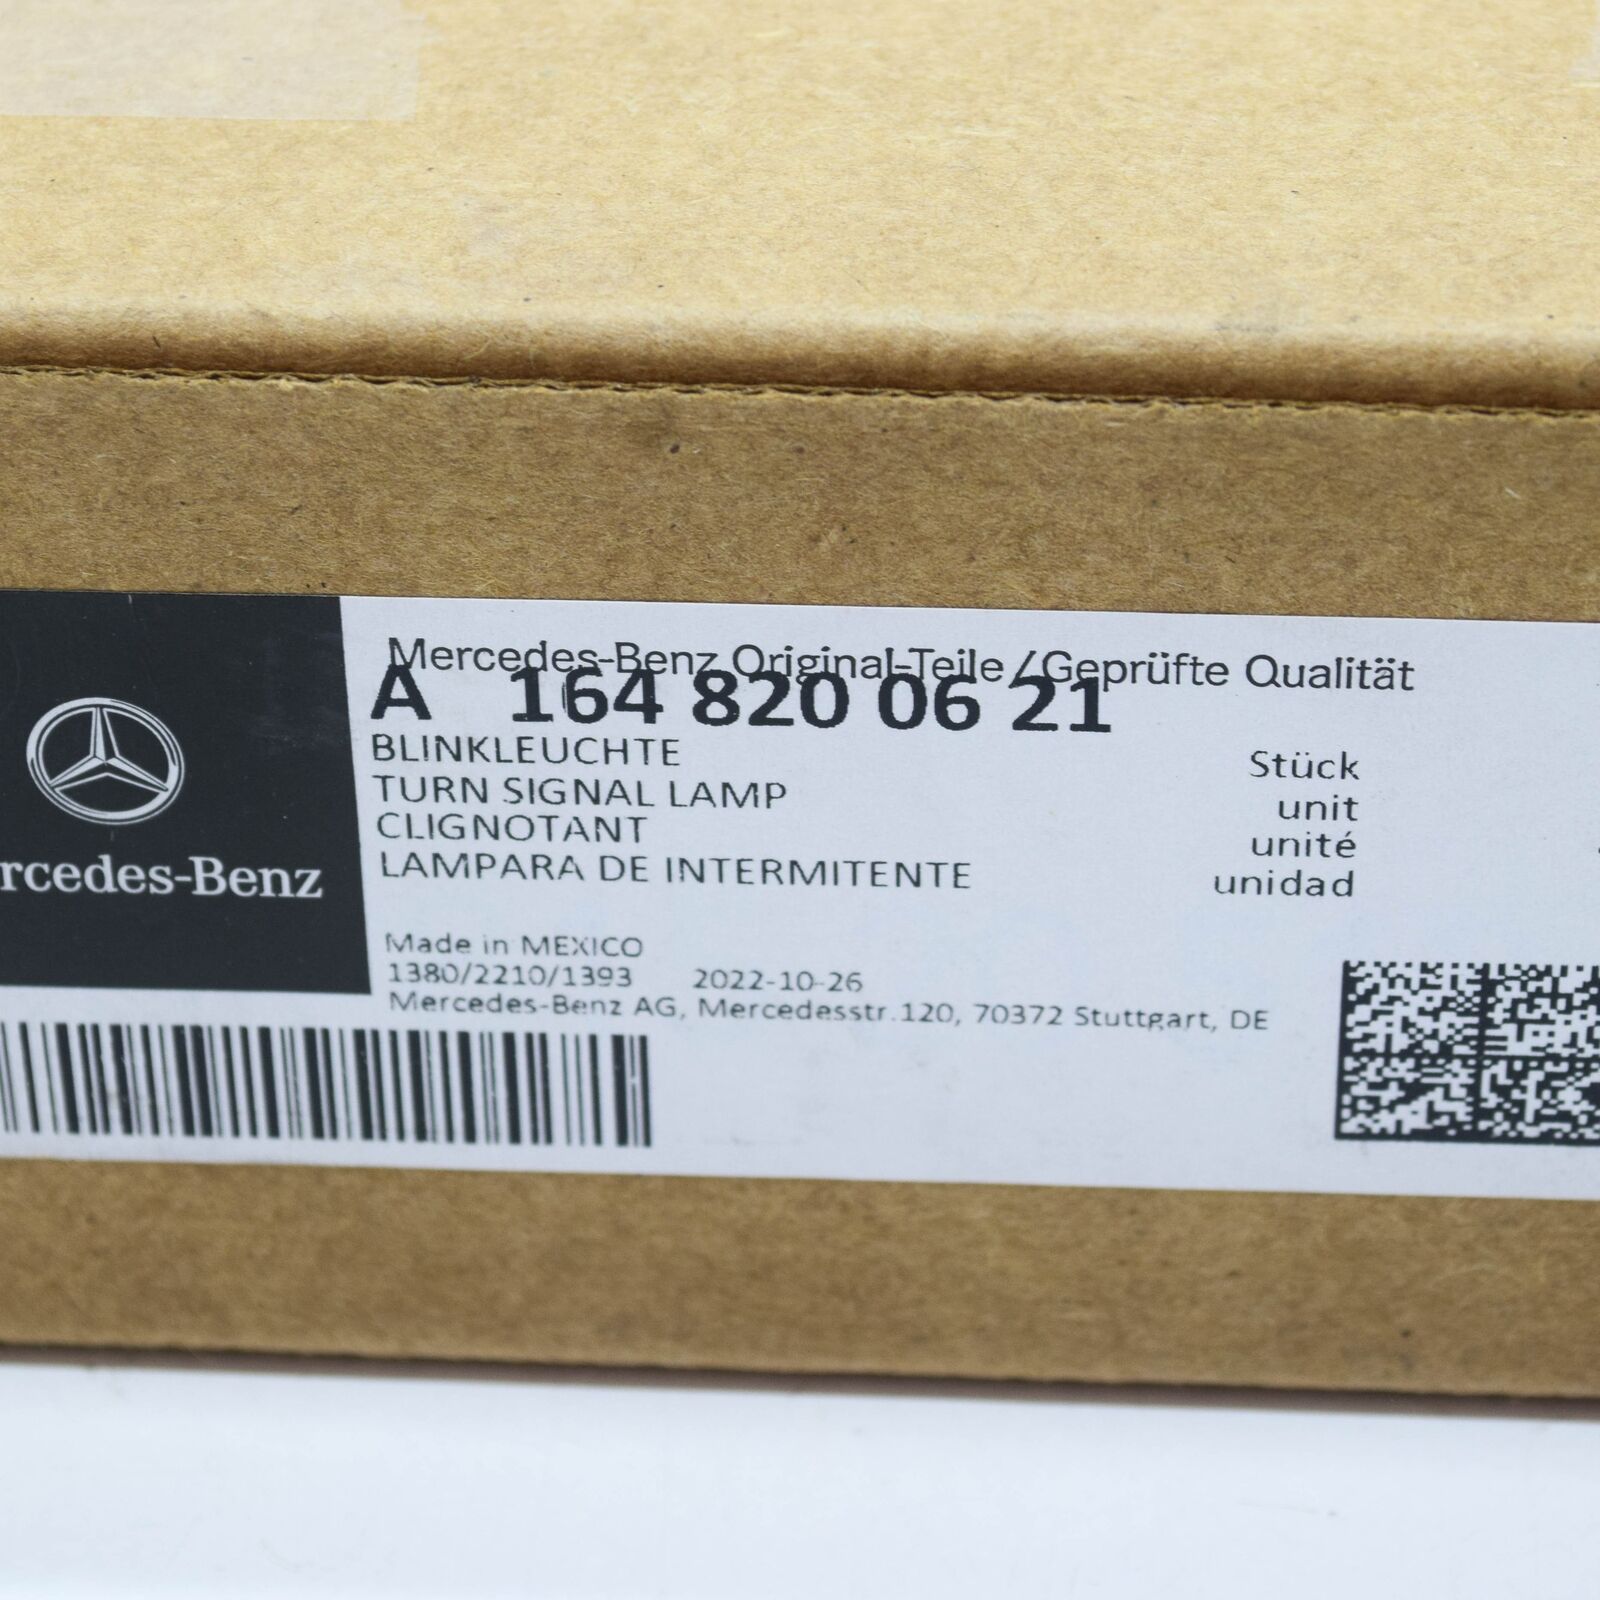 Mercedes-Benz Original-Teile/Geprüfte Qualität
A 164 820 06 21
BLINKLEUCHTE
TURN SIGNAL LAMP
CLIGNOTANT
LAMPARA DE INTERMITENTE
Stück
unit
unité
unidad
rcedes-Benz
Made in MEXICO
1380/2210/1393 2022-10-26
Mercedes-Benz AG, Mercedesstr.120, 70372 Stuttgart, DE